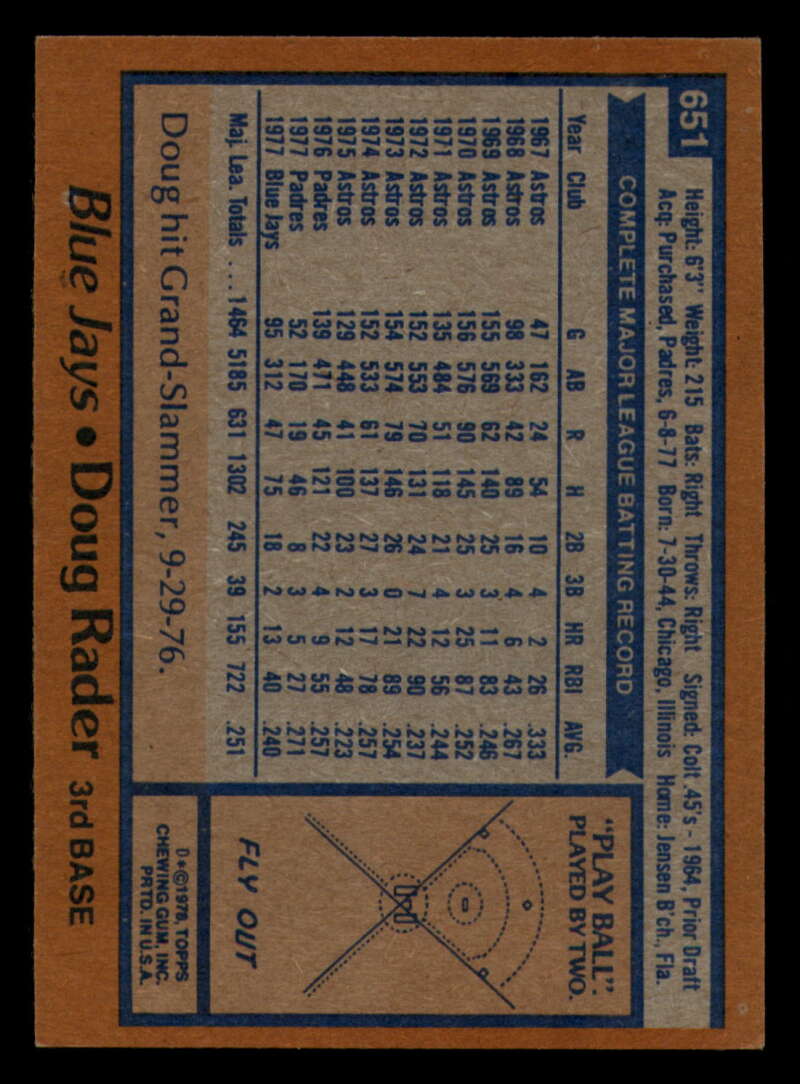 651
Height: 6'3" Weight: 215 Bats: Right Throws: Right Signed: Colt .45's - 1964, Prior Draft
Acq: Purchased, Padres, 6-8-77 Born: 7-30-44, Chicago, Illinois Home: Jensen B'ch., Fla.
COMPLETE MAJOR LEAGUE BATTING RECORD
Year Club G AB R H 2B 3B HR RBI AVG.
1967 Astros 47 162 24 54 10 4 2 26 .333
1968 Astros 98 333 42 89 16 4 6 43 .267
1969 Astros 155 569 62 140 25 3 11 83 .246
1970 Astros 156 576 90 145 25 3 25 87 .252
1971 Astros 135 484 51 118 21 4 12 56 .244
1972 Astros 152 553 70 131 24 7 22 90 .237
1973 Astros 154 574 79 146 26 0 21 89 .254
1974 Astros 152 533 61 137 27 3 17 78 .257
1975 Astros 129 448 41 100 23 2 12 48 .223
1976 Padres 139 471 45 121 22 4 9 55 .257
1977 Padres 52 170 19 46 8 3 5 27 .271
1977 Blue Jays 95 312 47 75 18 2 13 40 .240
Maj. Lea. Totals .... 1464 5185 631 1302 245 39 155 722 .251
Doug hit Grand-Slammer, 9-29-76.
"PLAY BALL":
PLAYED BY TWO.
FLY OUT
D*©1978, TOPPS
CHEWING GUM, INC.
PRTD. IN U.S.A.
Blue Jays • Doug Rader 3rd BASE